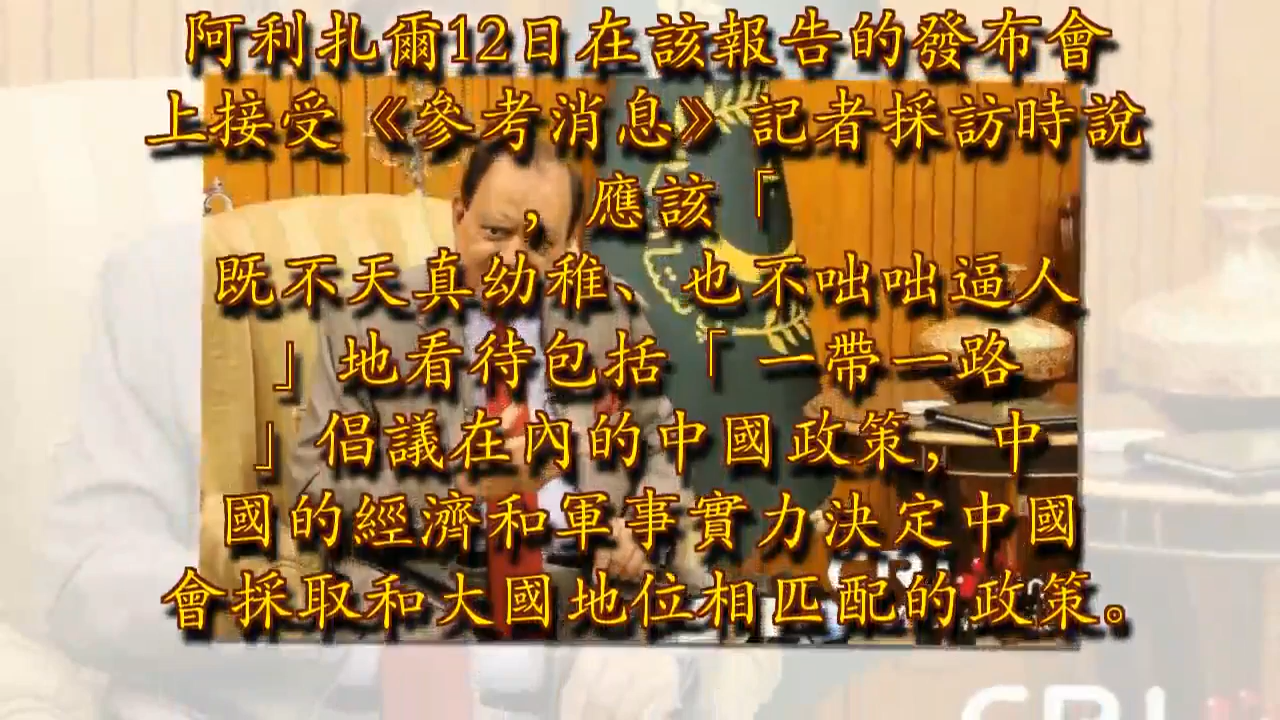 阿利扎爾12日在該報告的發布會
上接受《參考消息》記者採訪時說
，應該「
既不天真幼稚、也不咄咄逼人
」地看待包括「一帶一路
」倡議在內的中國政策，中
國的經濟和軍事實力決定中國
會採取和大國地位相匹配的政策。
CRI
CRI